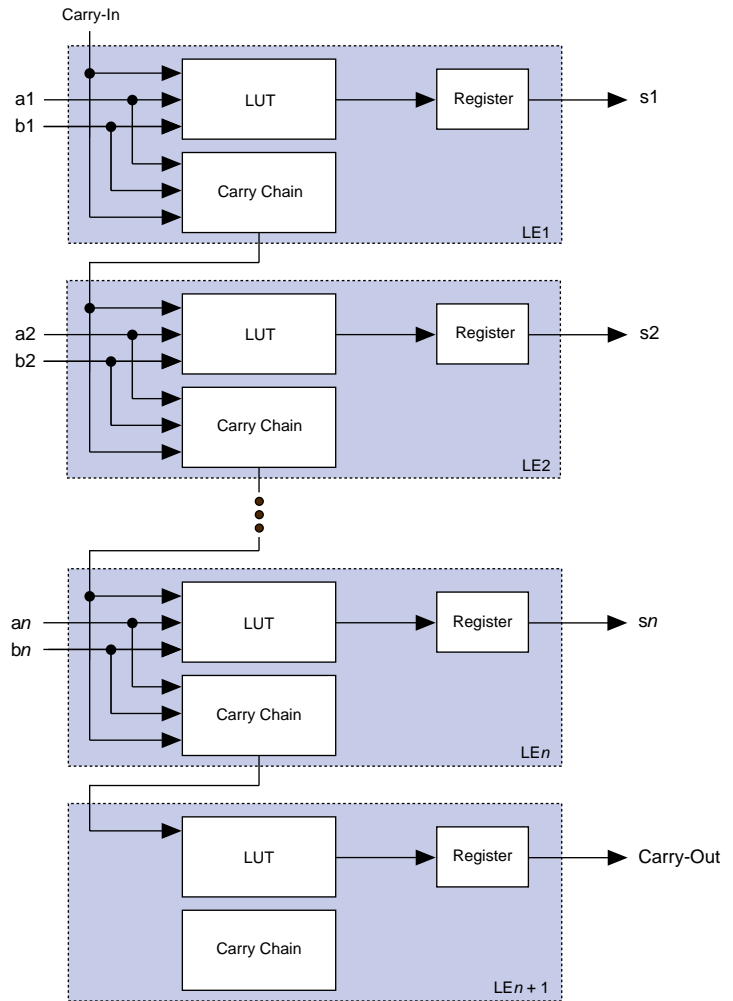 Carry-In
a1
b1
LUT
Register
s1
Carry Chain
LE1
a2
b2
LUT
Register
s2
Carry Chain
LE2
an
bn
LUT
Register
sn
Carry Chain
LEn
LUT
Register
Carry-Out
Carry Chain
LEn + 1